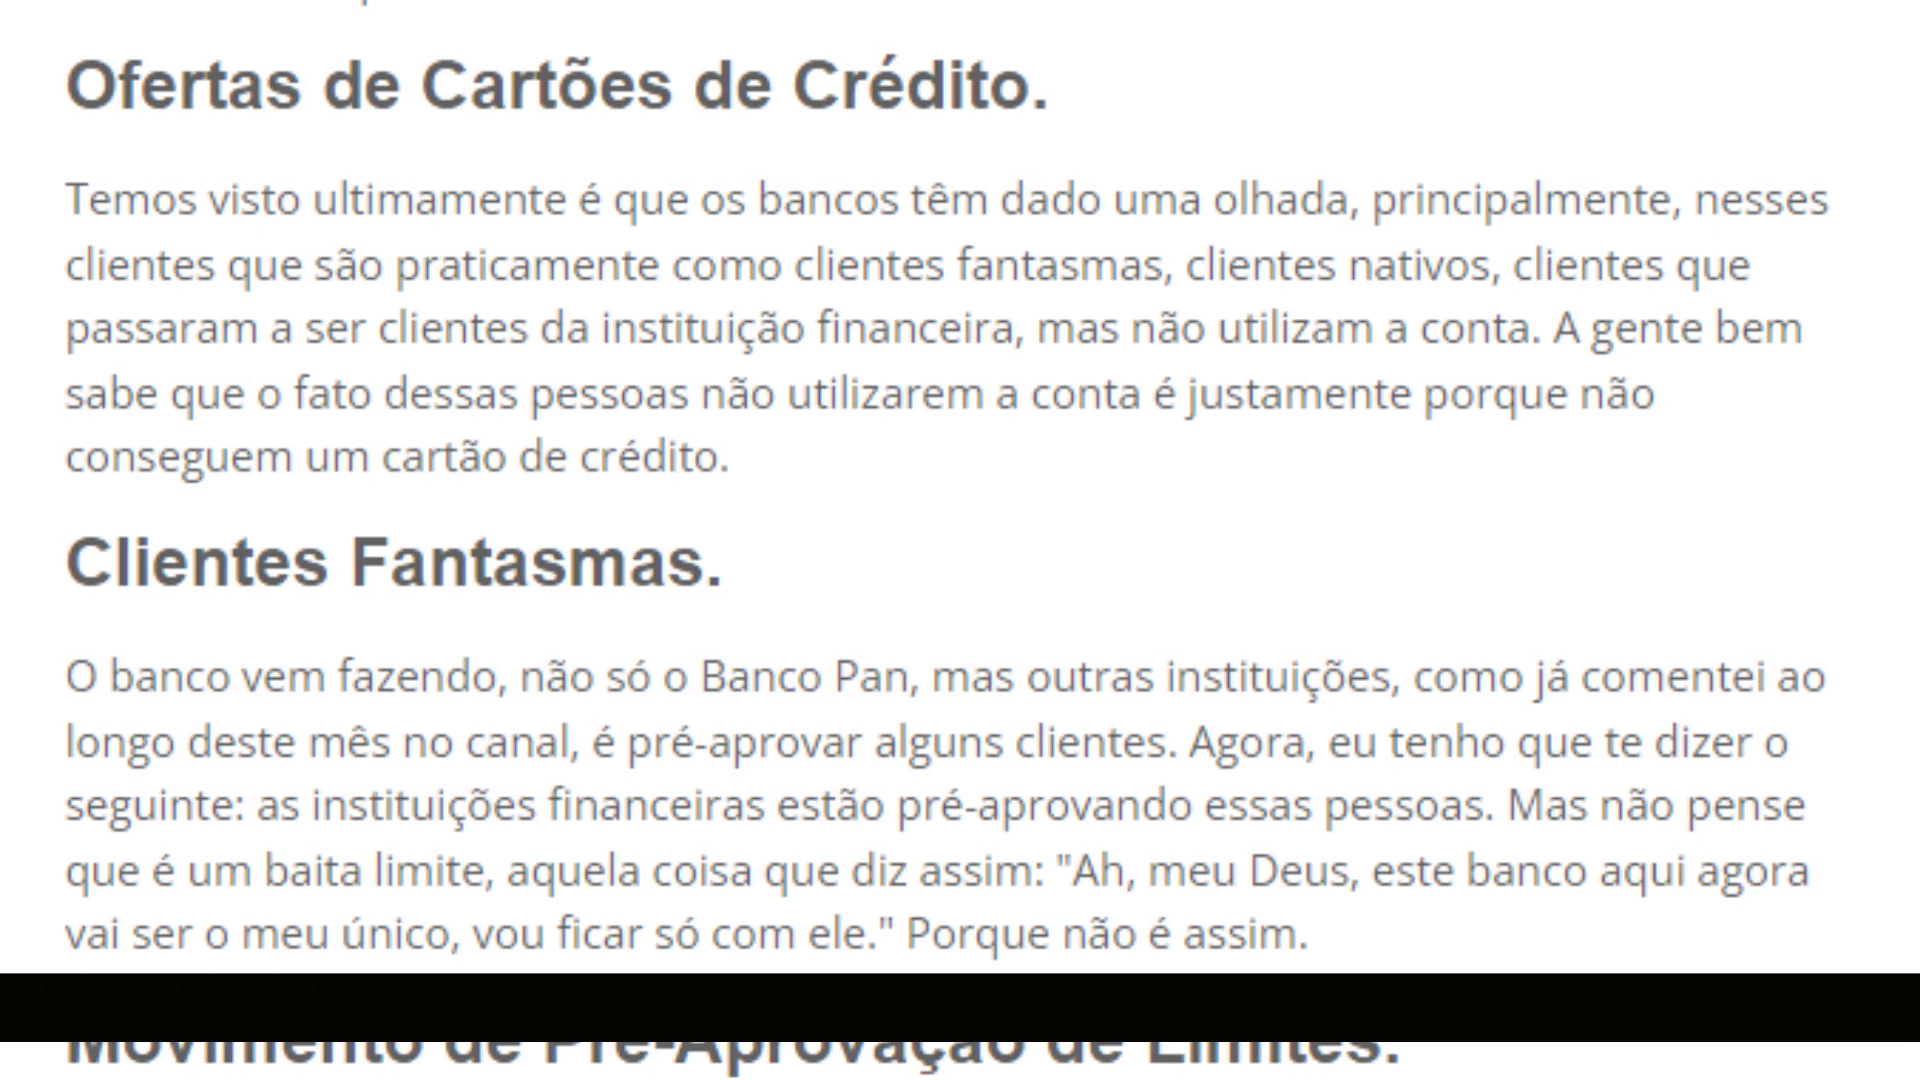 Ofertas de Cartões de Crédito.
Temos visto ultimamente é que os bancos têm dado uma olhada, principalmente, nesses
clientes que são praticamente como clientes fantasmas, clientes nativos, clientes que
passaram a ser clientes da instituição financeira, mas não utilizam a conta. A gente bem
sabe que o fato dessas pessoas não utilizarem a conta é justamente porque não
conseguem um cartão de crédito.
Clientes Fantasmas.
O banco vem fazendo, não só o Banco Pan, mas outras instituições, como já comentei ao
longo deste mês no canal, é pré-aprovar alguns clientes. Agora, eu tenho que te dizer o
seguinte: as instituições financeiras estão pré-aprovando essas pessoas. Mas não pense
que é um baita limite, aquela coisa que diz assim: "Ah, meu Deus, este banco aqui agora
vai ser o meu único, vou ficar só com ele." Porque não é assim.
Movimento de Pré-Aprovação de Limites.